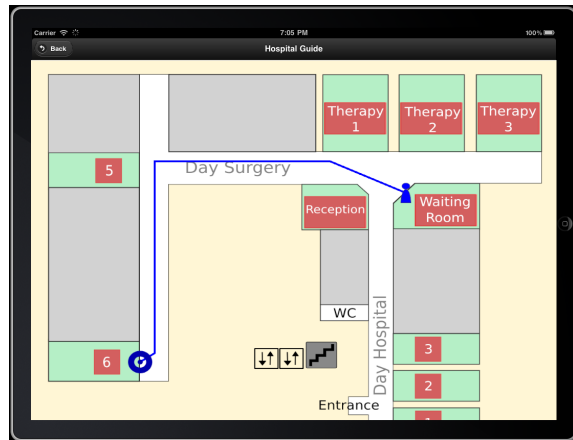 Carrier 7:05 PM 100%
Back Hospital Guide
Therapy
1
Therapy
2
Therapy
3
5
Day Surgery
Reception
Waiting
Room
WC
Day Hospital
3
6
2
Entrance
1